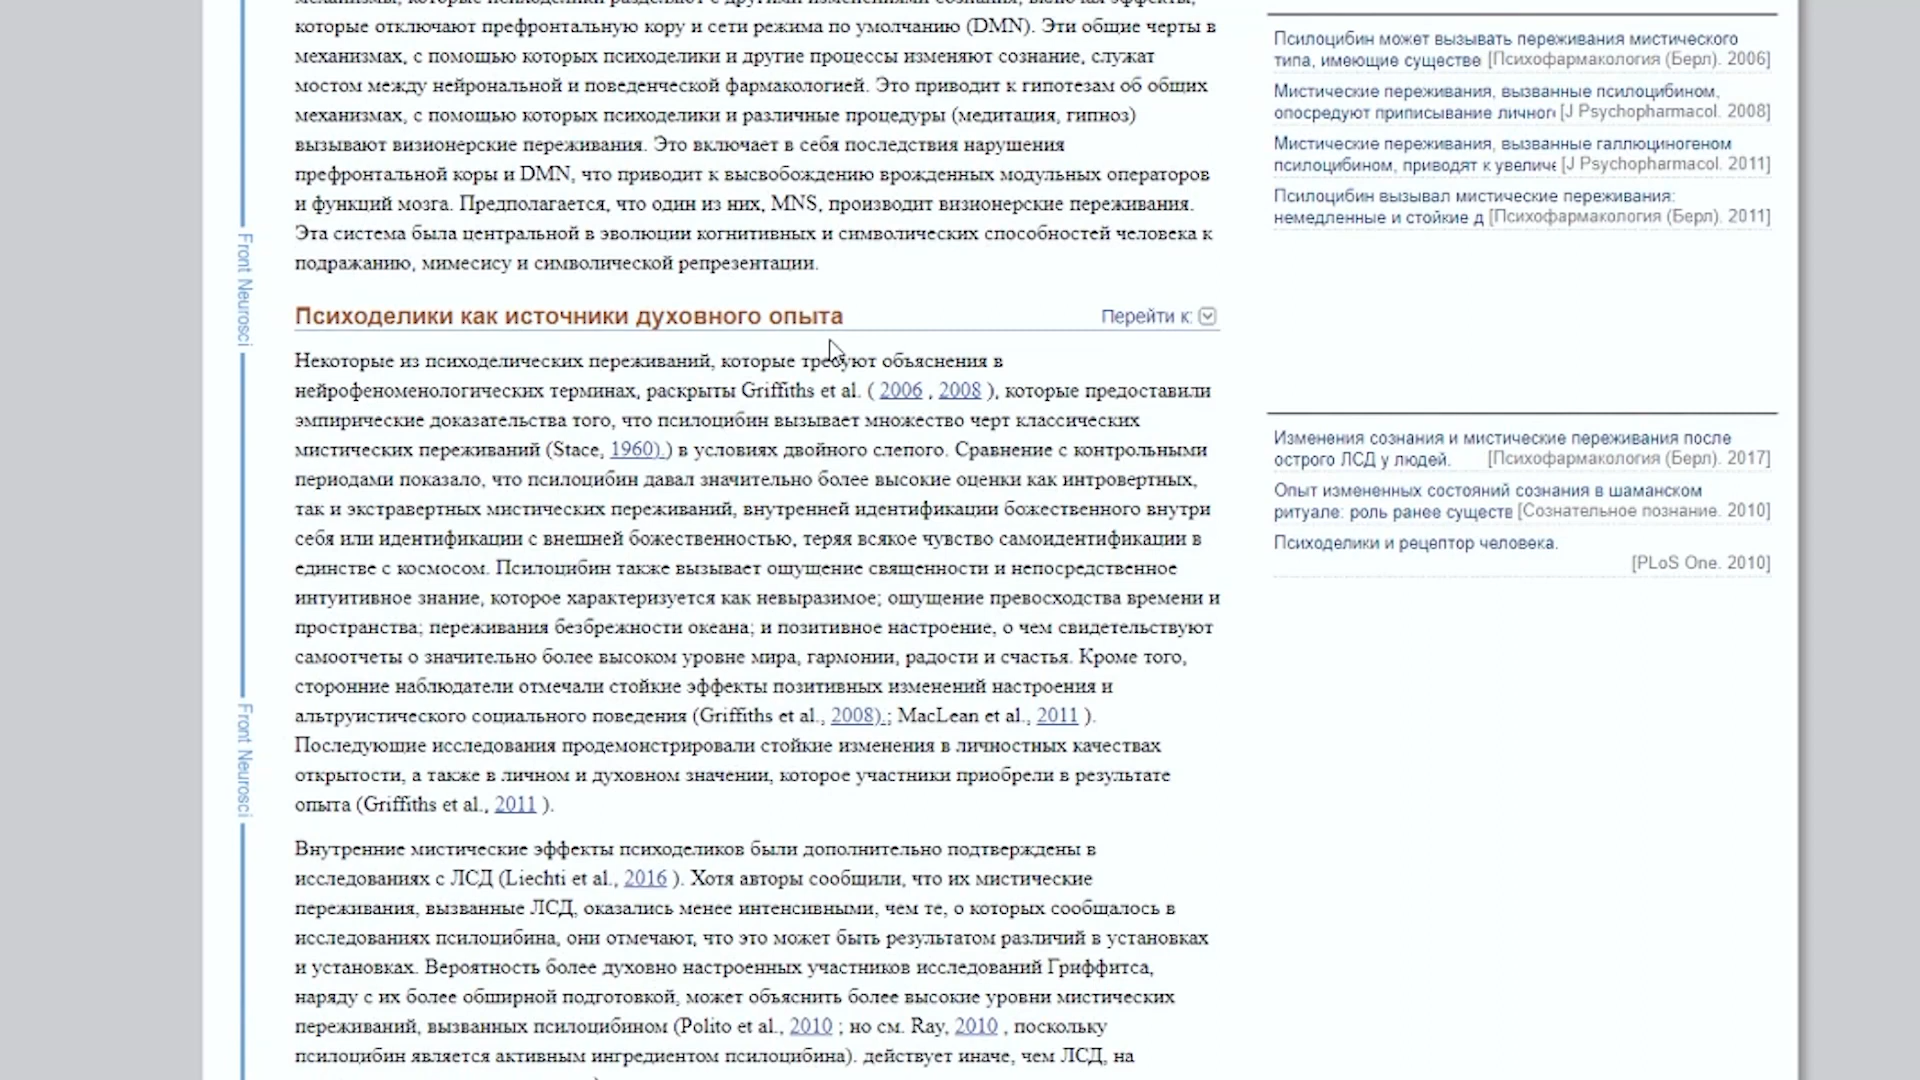 механизмы, которые психоделики разделяют с другими изменениями сознания, включая эффекты,
которые отключают префронтальную кору и сети режима по умолчанию (DMN). Эти общие черты в
механизмах, с помощью которых психоделики и другие процессы изменяют сознание, служат
мостом между нейрональной и поведенческой фармакологией. Это приводит к гипотезам об общих
механизмах, с помощью которых психоделики и различные процедуры (медитация, гипноз)
вызывают визионерские переживания. Это включает в себя последствия нарушения
префронтальной коры и DMN, что приводит к высвобождению врожденных модульных операторов
и функций мозга. Предполагается, что один из них, MNS, производит визионерские переживания.
Эта система была центральной в эволюции когнитивных и символических способностей человека к
подражанию, мимесису и символической репрезентации.
Психоделики как источники духовного опыта
Перейти к:
Некоторые из психоделических переживаний, которые требуют объяснения в
нейрофеноменологических терминах, раскрыты Griffiths et al. ( 2006 , 2008 ), которые предоставили
эмпирические доказательства того, что псилоцибин вызывает множество черт классических
мистических переживаний (Stace, 1960).) в условиях двойного слепого. Сравнение с контрольными
периодами показало, что псилоцибин давал значительно более высокие оценки как интровертных,
так и экстравертных мистических переживаний, внутренней идентификации божественного внутри
себя или идентификации с внешней божественностью, теряя всякое чувство самоидентификации в
единстве с космосом. Псилоцибин также вызывает ощущение священности и непосредственное
интуитивное знание, которое характеризуется как невыразимое; ощущение превосходства времени и
пространства; переживания безбрежности океана; и позитивное настроение, о чем свидетельствуют
самоотчеты о значительно более высоком уровне мира, гармонии, радости и счастья. Кроме того,
сторонние наблюдатели отмечали стойкие эффекты позитивных изменений настроения и
альтруистического социального поведения (Griffiths et al., 2008).; MacLean et al., 2011 ).
Последующие исследования продемонстрировали стойкие изменения в личностных качествах
открытости, а также в личном и духовном значении, которое участники приобрели в результате
опыта (Griffiths et al., 2011 ).
Внутренние мистические эффекты психоделиков были дополнительно подтверждены в
исследованиях с ЛСД (Liechti et al., 2016 ). Хотя авторы сообщили, что их мистические
переживания, вызванные ЛСД, оказались менее интенсивными, чем те, о которых сообщалось в
исследованиях псилоцибина, они отмечают, что это может быть результатом различий в установках
и установках. Вероятность более духовно настроенных участников исследований Гриффитса,
наряду с их более обширной подготовкой, может объяснить более высокие уровни мистических
переживаний, вызванных псилоцибином (Polito et al., 2010 ; но см. Ray, 2010 , поскольку
псилоцибин является активным ингредиентом псилоцибина). действует иначе, чем ЛСД, на
Front Neurosci
Front Neurosci
Псилоцибин может вызывать переживания мистического
типа, имеющие существе [Психофармакология (Берл). 2006]
Мистические переживания, вызванные псилоцибином,
опосредуют приписывание личног [J Psychopharmacol. 2008]
Мистические переживания, вызванные галлюциногеном
псилоцибином, приводят к увеличе [J Psychopharmacol. 2011]
Псилоцибин вызывал мистические переживания:
немедленные и стойкие д [Психофармакология (Берл). 2011]
Изменения сознания и мистические переживания после
острого ЛСД у людей. [Психофармакология (Берл). 2017]
Опыт измененных состояний сознания в шаманском
ритуале: роль ранее существ [Сознательное познание. 2010]
Психоделики и рецептор человека.
[PLoS One. 2010]